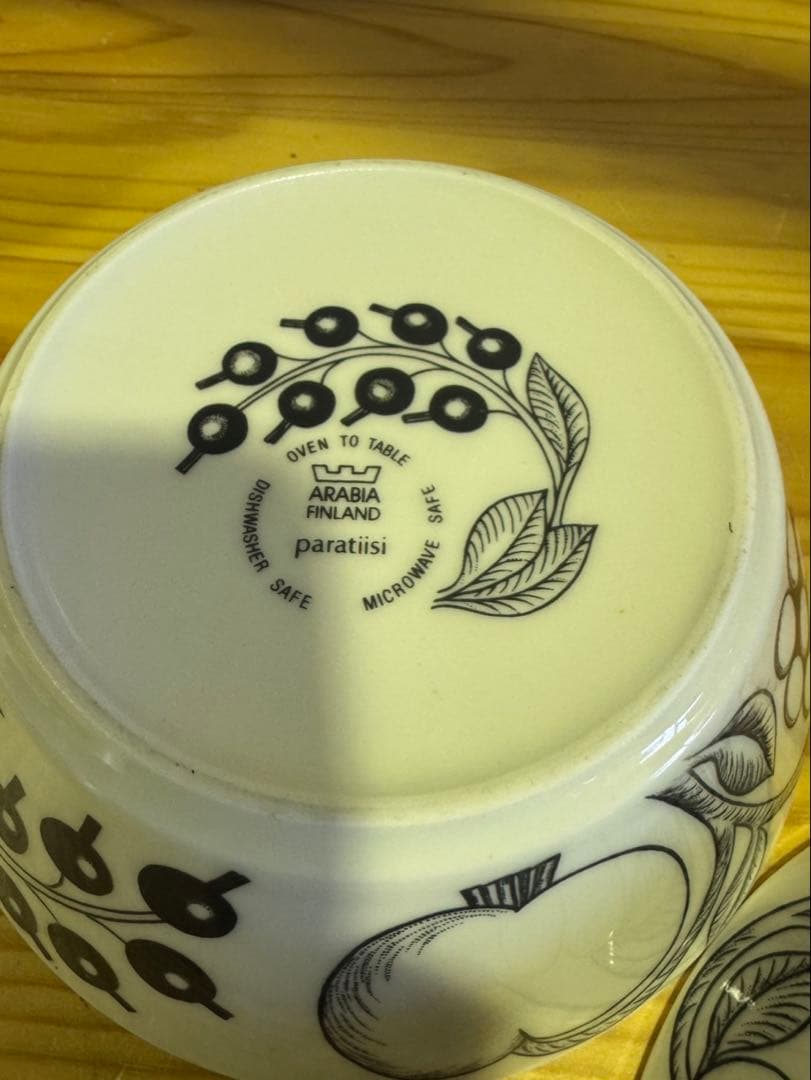 OVEN TO TABLE
ARABIA
FINLAND
paratiisi
DISHWASHER SAFE
MICROWAVE SAFE